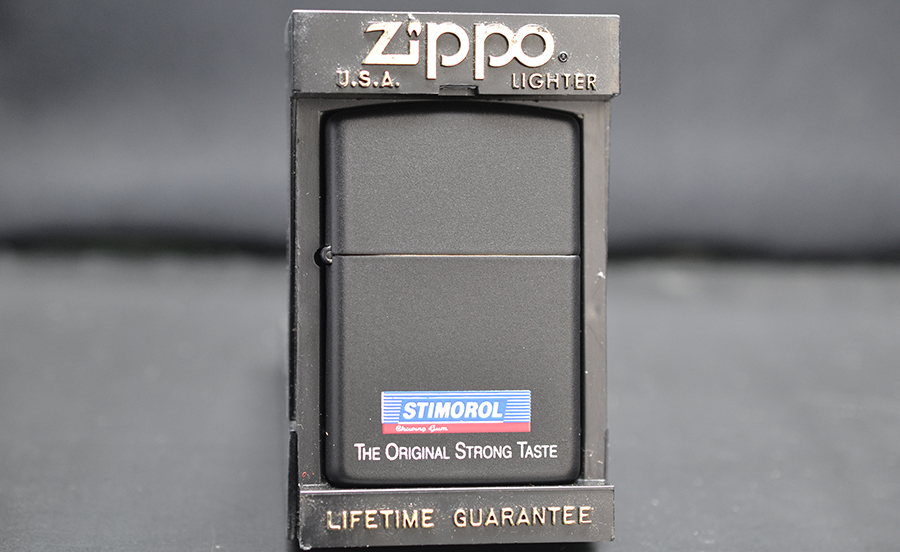 Zippo®
U.S.A. LIGHTER
STIMOROL
Chewing Gum
THE ORIGINAL STRONG TASTE
LIFETIME GUARANTEE